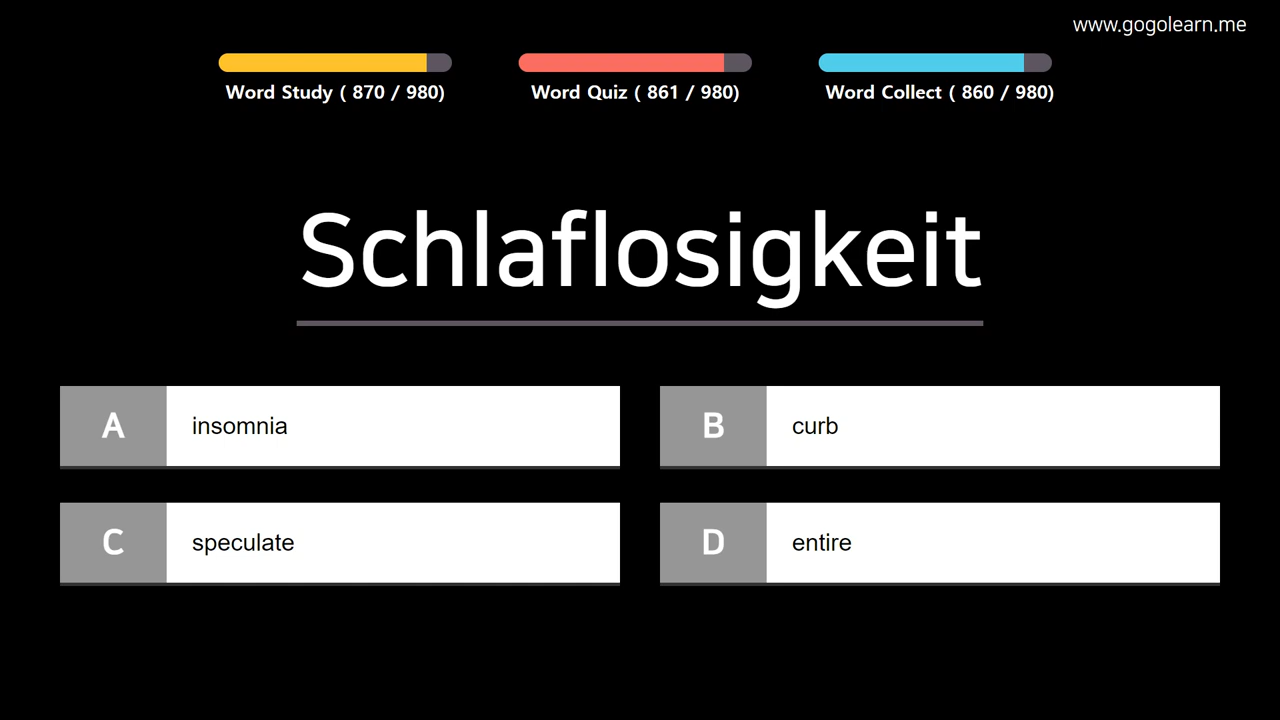 www.gogolearn.me
Word Study ( 870 / 980)
Word Quiz ( 861 / 980)
Word Collect ( 860 / 980)
Schlaflosigkeit
A insomnia
B curb
C speculate
D entire